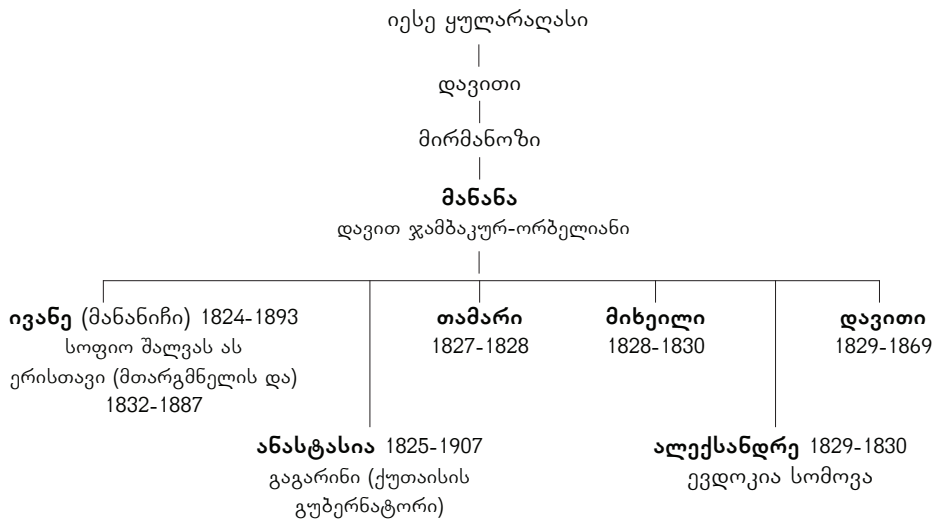 იესე ყულარაღასი
დავითი
მირმანოზი
მანანა
დავით ჯამბაკურ-ორბელიანი
ივანე (მანანიჩი) 1824-1893
სოფიო შალვას ას
ერისთავი (მთარგმნელის და)
1832-1887
თამარი
1827-1828
მიხეილი
1828-1830
დავითი
1829-1869
ანასტასია 1825-1907
გაგარინი (ქუთაისის
გუბერნატორი)
ალექსანდრე 1829-1830
ევდოკია სომოვა